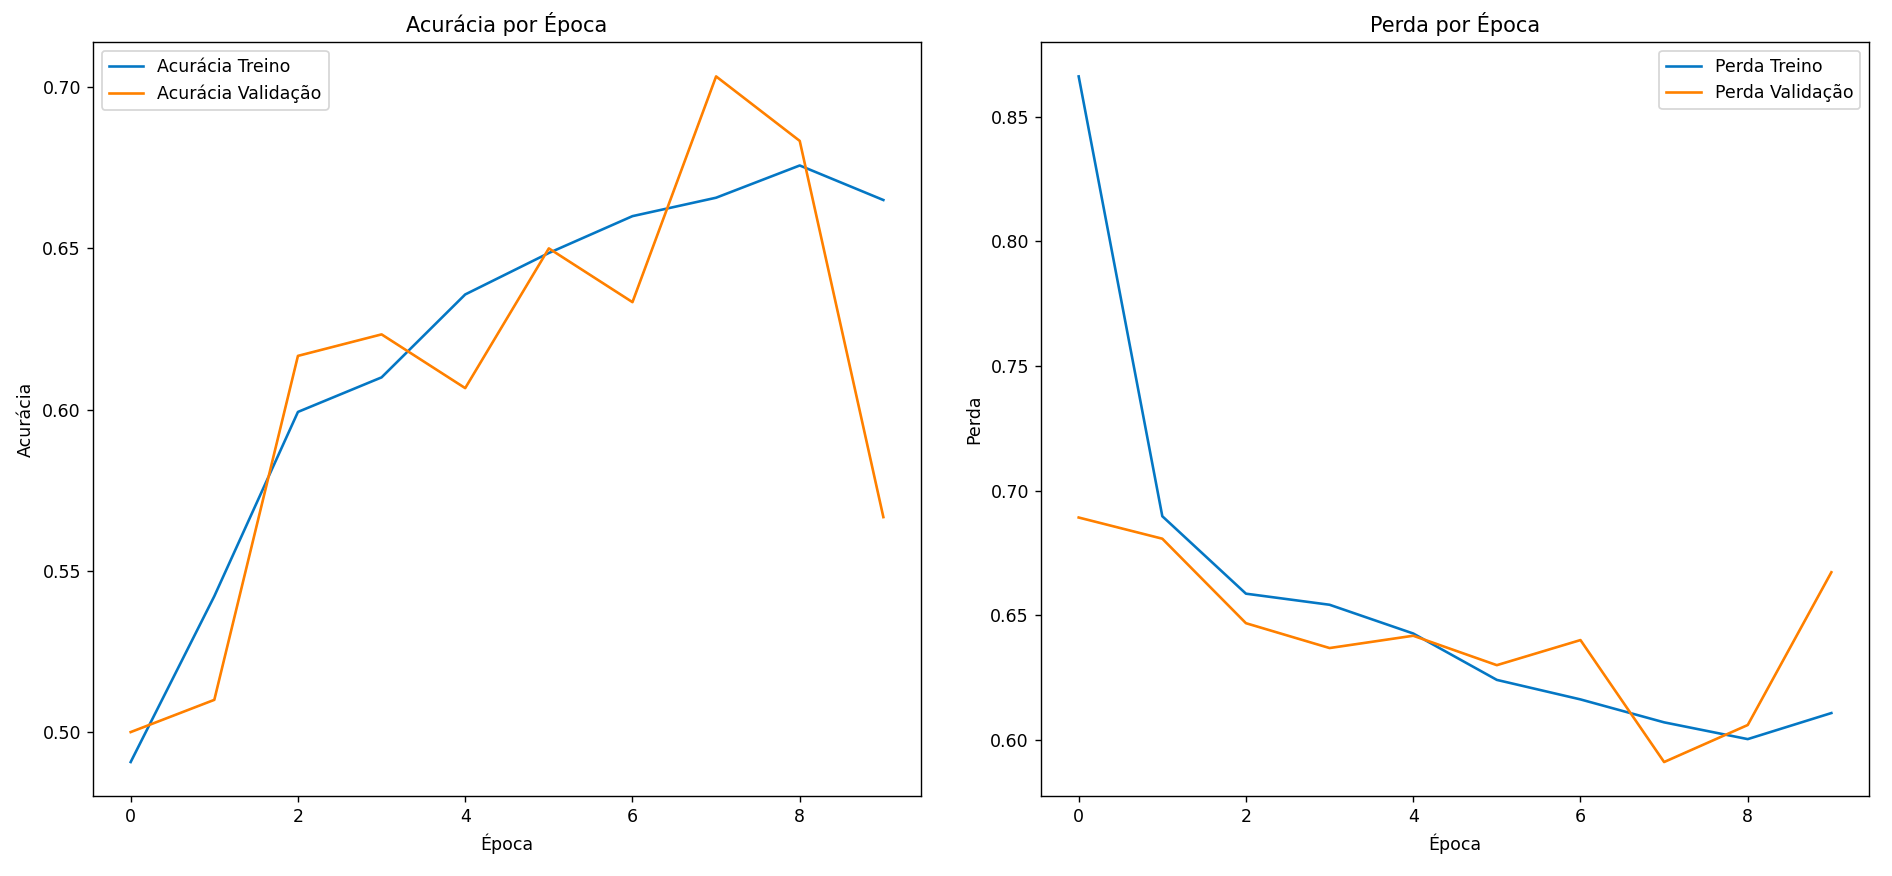 Acurácia por Época
Acurácia Treino
Acurácia Validação
0.70
0.65
0.60
0.55
0.50
Acurácia
0 2 4 6 8
Época
Perda por Época
Perda Treino
Perda Validação
0.85
0.80
0.75
0.70
0.65
0.60
Perda
0 2 4 6 8
Época